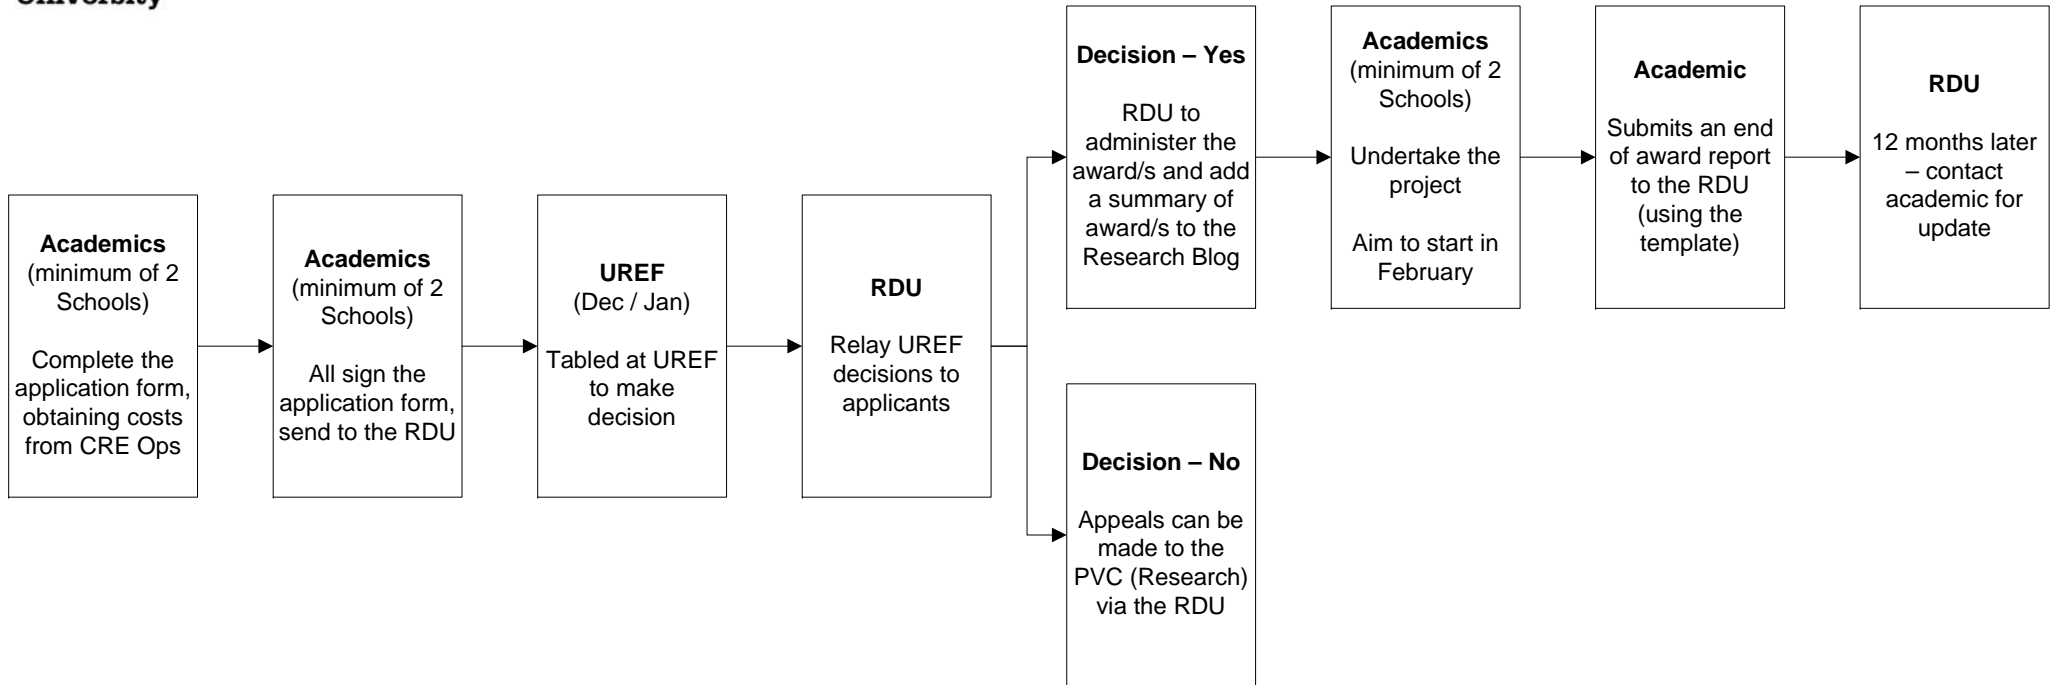 University
Academics
(minimum of 2
Schools)
Complete the
application form,
obtaining costs
from CRE Ops
Academics
(minimum of 2
Schools)
All sign the
application form,
send to the RDU
UREF
(Dec / Jan)
Tabled at UREF
to make
decision
RDU
Relay UREF
decisions to
applicants
Decision – Yes
RDU to
administer the
award/s and add
a summary of
award/s to the
Research Blog
Academics
(minimum of 2
Schools)
Undertake the
project
Aim to start in
February
Academic
Submits an end
of award report
to the RDU
(using the
template)
RDU
12 months later
– contact
academic for
update
Decision – No
Appeals can be
made to the
PVC (Research)
via the RDU